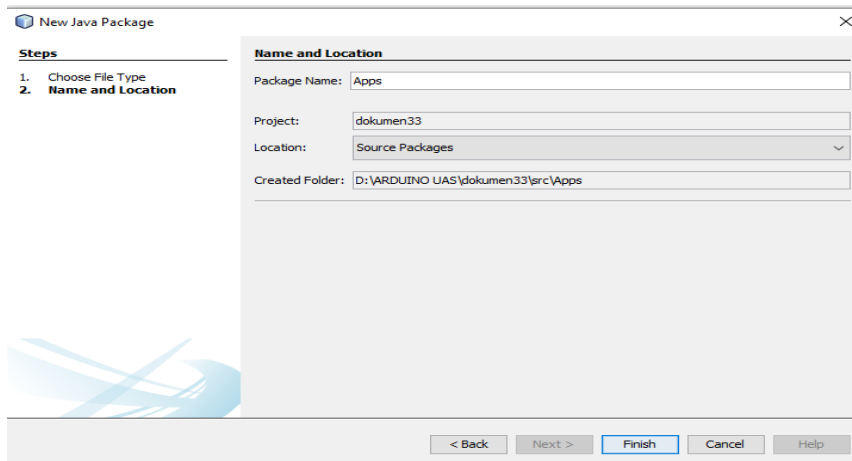 New Java Package
Steps
1. Choose File Type
2. Name and Location
Name and Location
Package Name: Apps
Project: dokumen33
Location: Source Packages
Created Folder: D:\ARDUINO UAS\dokumen33\src\Apps
< Back Next > Finish Cancel Help